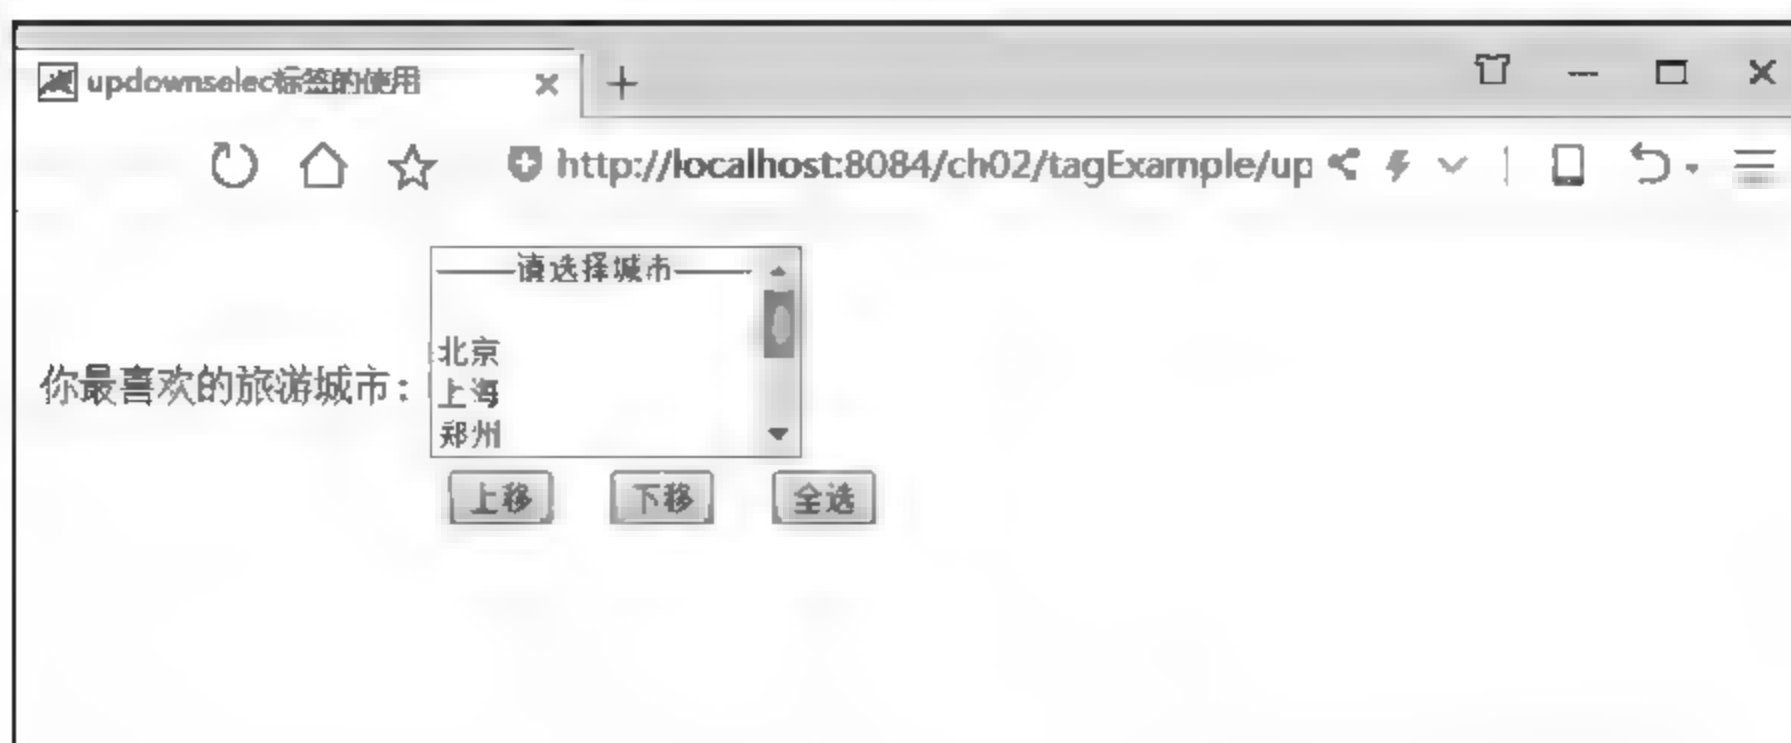 updownselec标签的使用
http://localhost:8084/ch02/tagExample/up
——请选择城市——
北京
你最喜欢的旅游城市:
上海
郑州
上移 下移 全选